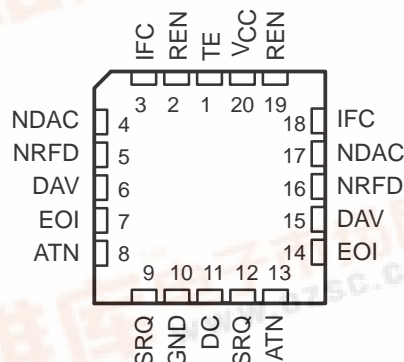 IFC REN TE VCC REN
3 2 1 20 19
NDAC 4 18 IFC
NRFD 5 17 NDAC
DAV 6 16 NRFD
EOI 7 15 DAV
ATN 8 14 EOI
9 10 11 12 13
SRQ GND DC SRQ ATN